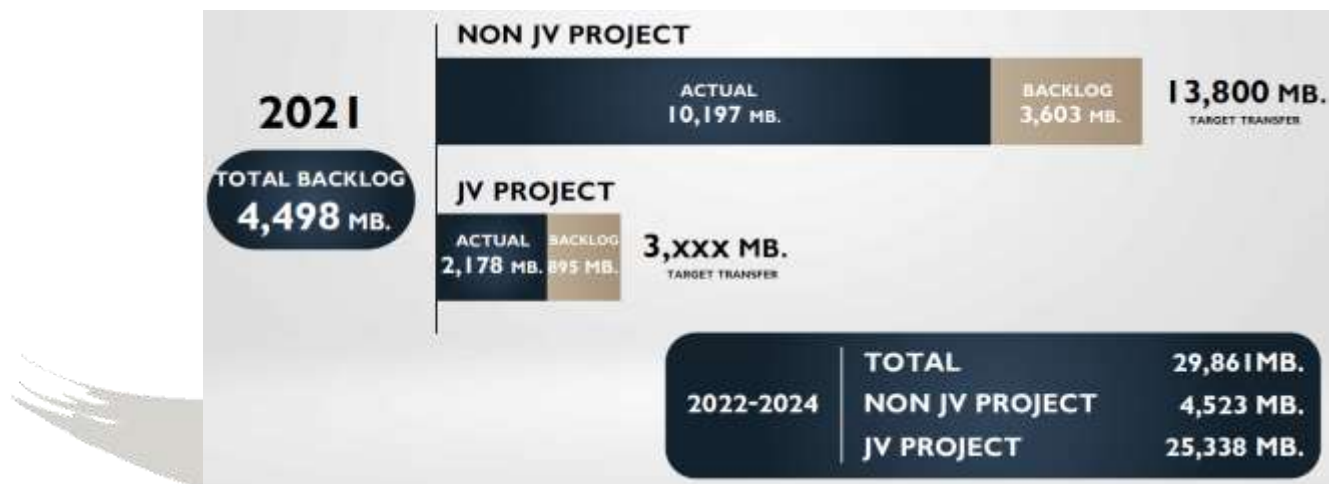 2021
TOTAL BACKLOG
4,498 MB.
NON JV PROJECT
ACTUAL
10,197 MB.
BACKLOG
3,603 MB.
13,800 MB.
TARGET TRANSFER
JV PROJECT
ACTUAL
2,178 MB.
BACKLOG
895 MB.
3,XXX MB.
TARGET TRANSFER
2022-2024
TOTAL 29,861MB.
NON JV PROJECT 4,523 MB.
JV PROJECT 25,338 MB.